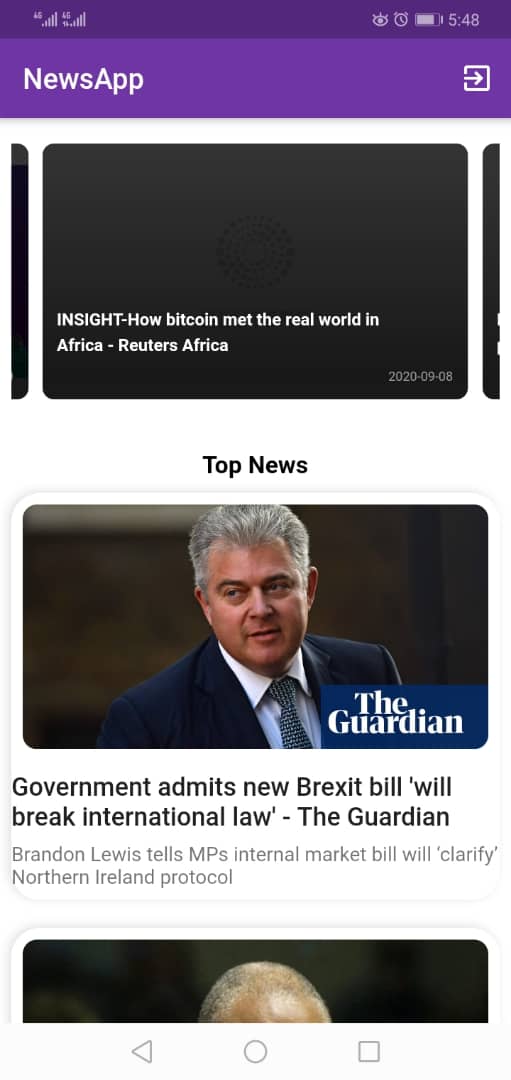 4G 4G 5:48
NewsApp
INSIGHT-How bitcoin met the real world in
Africa - Reuters Africa
2020-09-08
Top News
The
Guardian
Government admits new Brexit bill 'will
break international law' - The Guardian
Brandon Lewis tells MPs internal market bill will ‘clarify’
Northern Ireland protocol